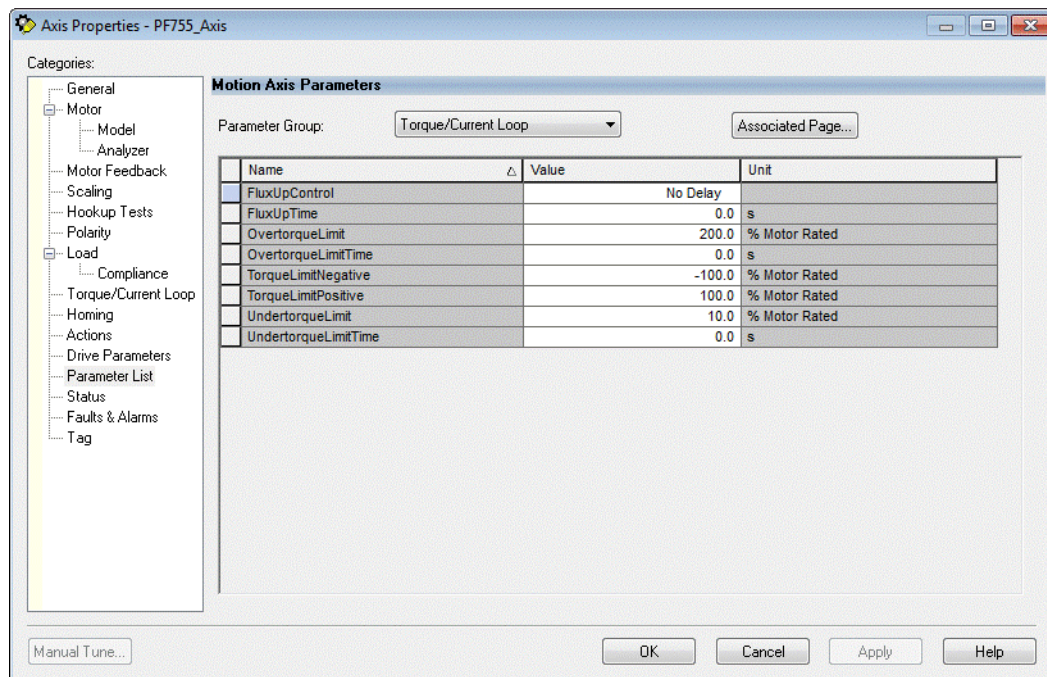 Axis Properties - PF755_Axis
Categories:
General
Motor
Model
Analyzer
Motor Feedback
Scaling
Hookup Tests
Polarity
Load
Compliance
Torque/Current Loop
Homing
Actions
Drive Parameters
Parameter List
Status
Faults & Alarms
Tag
Motion Axis Parameters
Parameter Group: Torque/Current Loop Associated Page...
Name Value Unit
FluxUpControl No Delay
FluxUpTime 0.0 s
OvertorqueLimit 200.0 % Motor Rated
OvertorqueLimitTime 0.0 s
TorqueLimitNegative -100.0 % Motor Rated
TorqueLimitPositive 100.0 % Motor Rated
UndertorqueLimit 10.0 % Motor Rated
UndertorqueLimitTime 0.0 s
Manual Tune... OK Cancel Apply Help